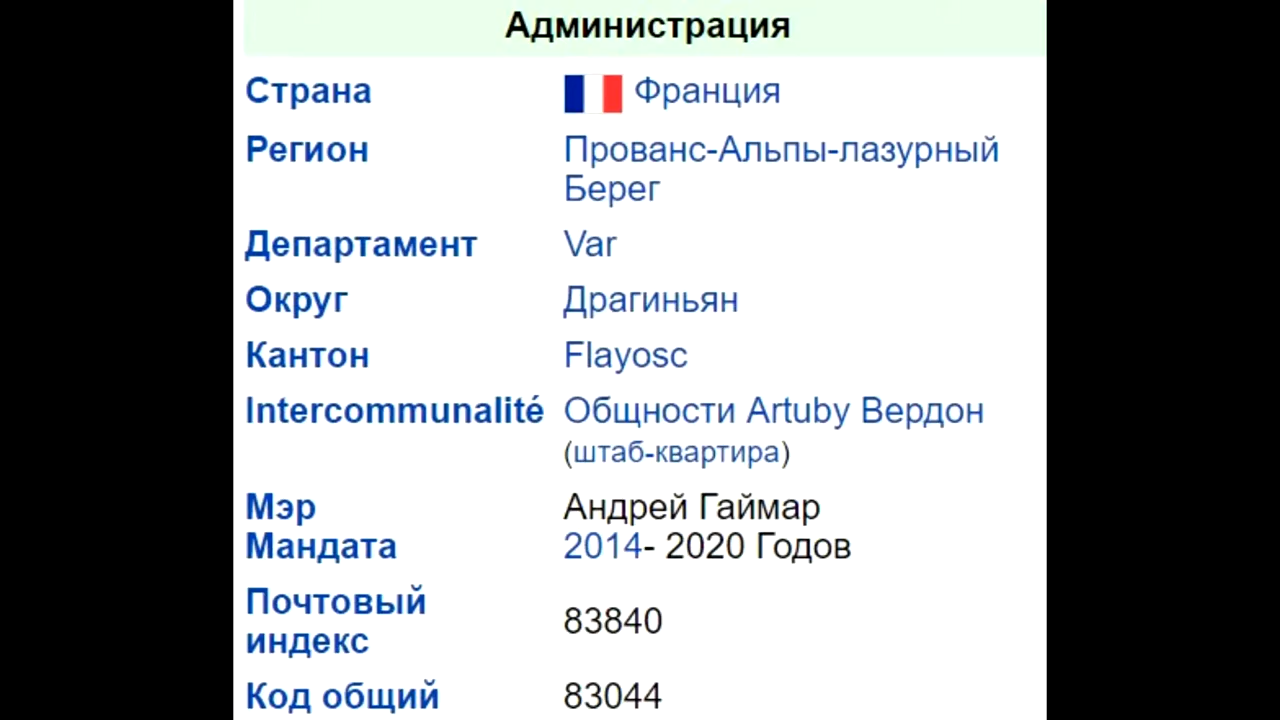 Администрация
Страна Франция
Регион Прованс-Альпы-лазурный
Берег
Департамент Var
Округ Драгиньян
Кантон Flayosc
Intercommunalité Общности Artuby Вердон
(штаб-квартира)
Мэр Андрей Гаймар
Мандата 2014- 2020 Годов
Почтовый
индекс 83840
Код общий 83044